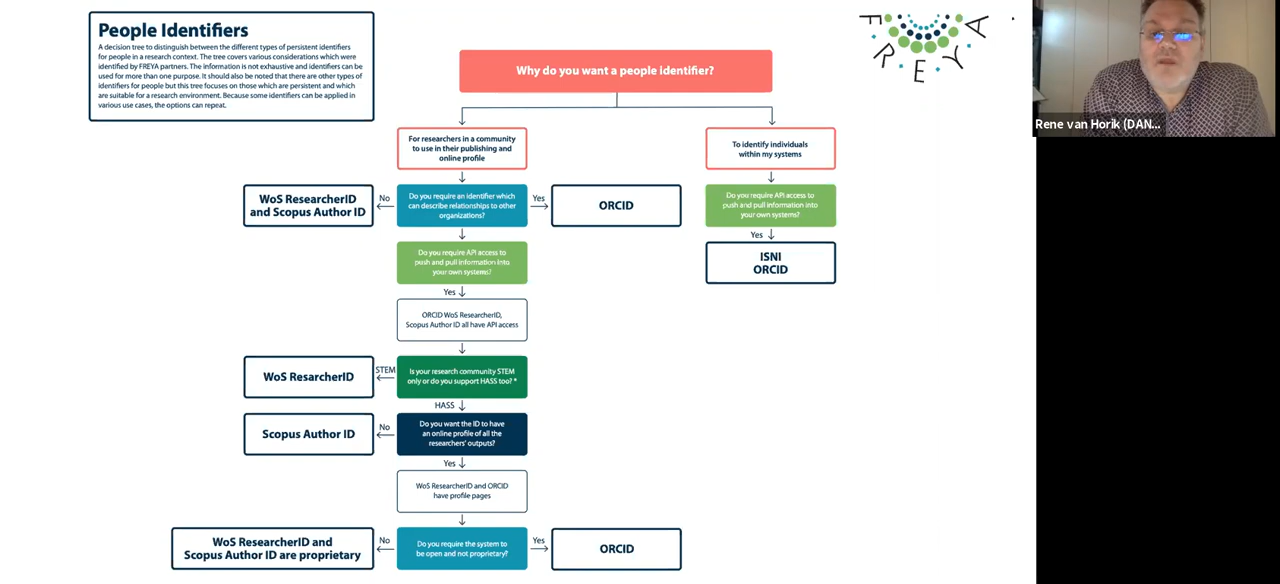 People Identifiers
A decision tree to distinguish between the different types of persistent identifiers
for people in a research context. The tree covers various considerations which were
identified by FREYA partners. The information is not exhaustive and identifiers can be
used for more than one purpose. It should also be noted that there are other types of
identifiers for people but this tree focuses on those which are persistent and which
are suitable for a research environment. Because some identifiers can be applied in
various use cases, the options can repeat.
FREYA
Rene van Horik (DAN...
Why do you want a people identifier?
For researchers in a community
to use in their publishing and
online profile
To identify individuals
within my systems
WoS ResearcherID
and Scopus Author ID
No
Do you require an identifier which
can describe relationships to other
organizations?
Yes
ORCID
Do you require API access to
push and pull information into
your own systems?
Yes
ISNI
ORCID
Do you require API access to
push and pull information into
your own systems?
Yes
ORCID WoS ResearcherID,
Scopus Author ID all have API access
WoS ResarcherID
STEM
Is your research community STEM
only or do you support HASS too? *
HASS
Scopus Author ID
No
Do you want the ID to have
an online profile of all the
researchers' outputs?
Yes
WoS ResearcherID and ORCID
have profile pages
WoS ResearcherID and
Scopus Author ID are proprietary
No
Do you require the system to
be open and not proprietary?
Yes
ORCID